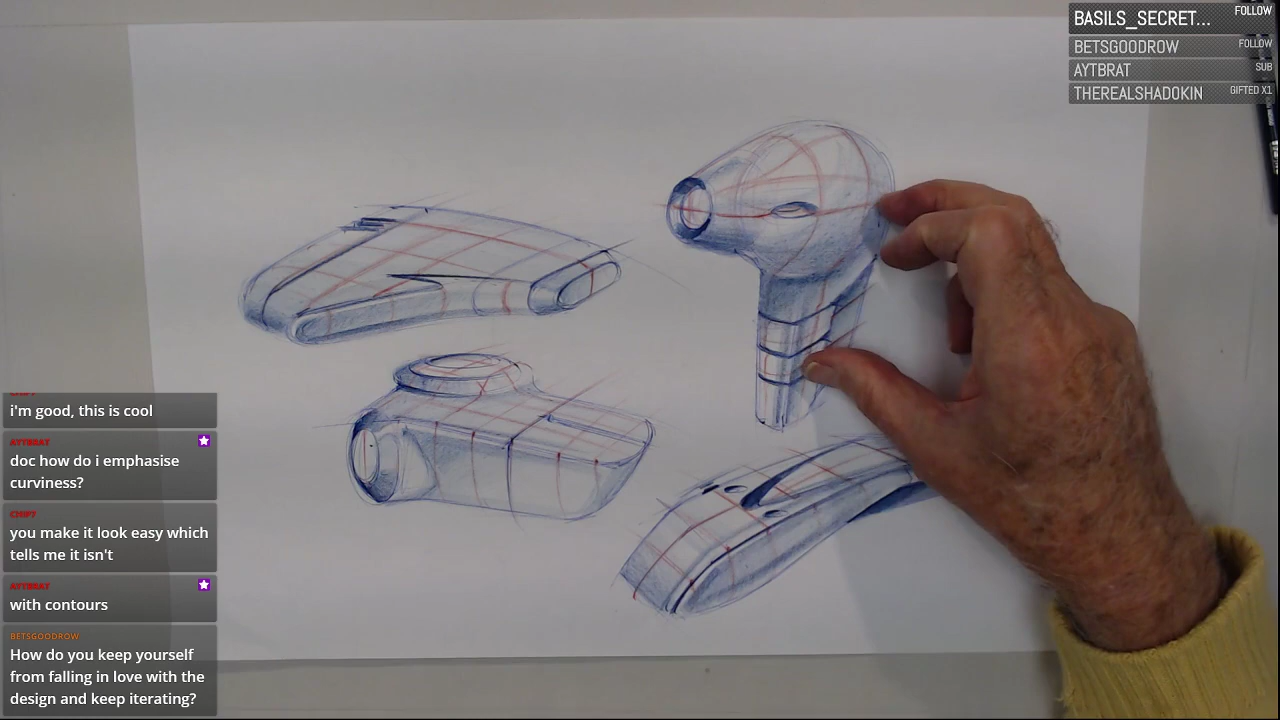 BASILS_SECRET... FOLLOW
BETSGOODROW FOLLOW
AYTBRAT SUB
THEREALSHADOKIN GIFTED X1
i'm good, this is cool
AYTBRAT
doc how do i emphasise
curviness?
CHIP7
you make it look easy which
tells me it isn't
AYTBRAT
with contours
BETSGOODROW
How do you keep yourself
from falling in love with the
design and keep iterating?